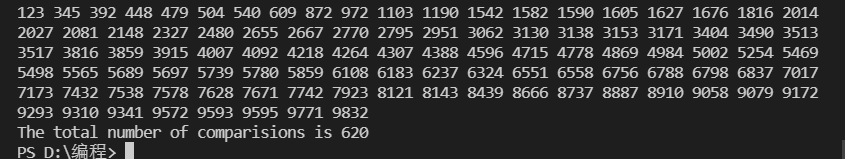 123 345 392 448 479 504 540 609 872 972 1103 1190 1542 1582 1590 1605 1627 1676 1816 2014
2027 2081 2148 2327 2480 2655 2667 2770 2795 2951 3062 3130 3138 3153 3171 3404 3490 3513
3517 3816 3859 3915 4007 4092 4218 4264 4307 4388 4596 4715 4778 4869 4984 5002 5254 5469
5498 5565 5689 5697 5739 5780 5859 6108 6183 6237 6324 6551 6558 6756 6788 6798 6837 7017
7173 7432 7538 7578 7628 7671 7742 7923 8121 8143 8439 8666 8737 8887 8910 9058 9079 9172
9293 9310 9341 9572 9593 9595 9771 9832
The total number of comparisions is 620
PS D:\编程>